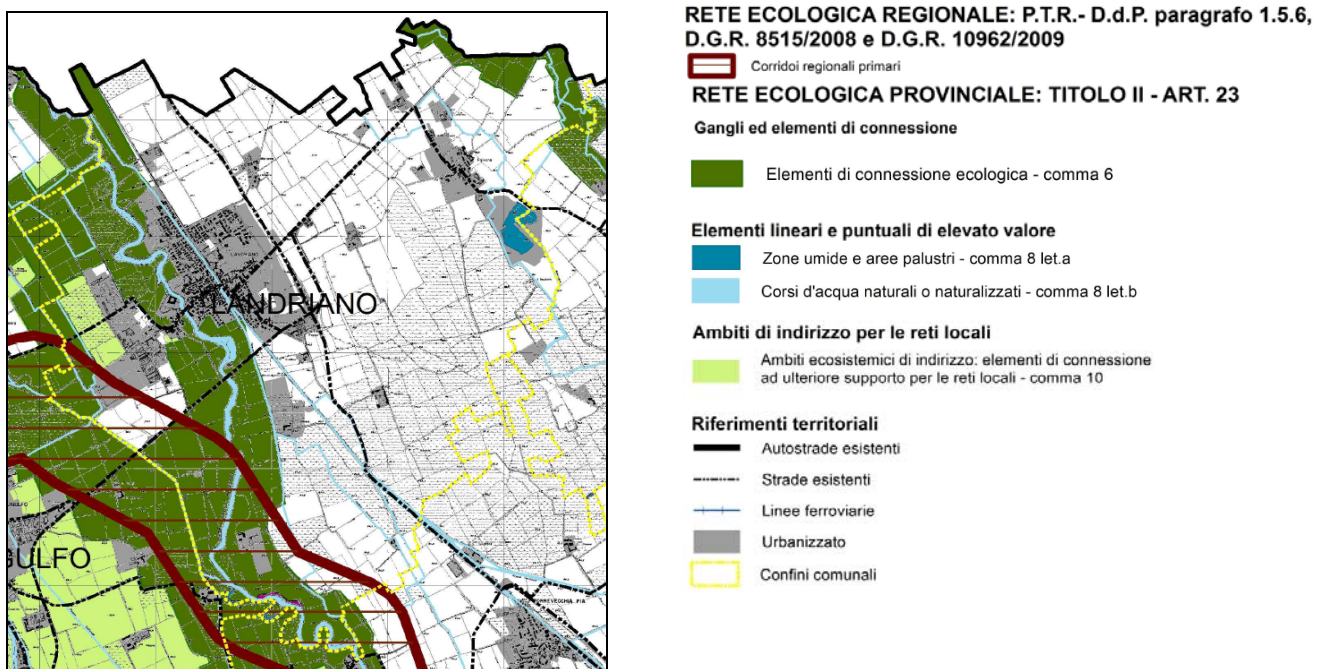 LANDRIANO
LANDRIANO
GULFO
TORREVECCHIA PIA
RETE ECOLOGICA REGIONALE: P.T.R.- D.d.P. paragrafo 1.5.6,
D.G.R. 8515/2008 e D.G.R. 10962/2009
Corridoi regionali primari
RETE ECOLOGICA PROVINCIALE: TITOLO II - ART. 23
Gangli ed elementi di connessione
Elementi di connessione ecologica - comma 6
Elementi lineari e puntuali di elevato valore
Zone umide e aree palustri - comma 8 let.a
Corsi d'acqua naturali o naturalizzati - comma 8 let.b
Ambiti di indirizzo per le reti locali
Ambiti ecosistemici di indirizzo: elementi di connessione
ad ulteriore supporto per le reti locali - comma 10
Riferimenti territoriali
Autostrade esistenti
Strade esistenti
Linee ferroviarie
Urbanizzato
Confini comunali